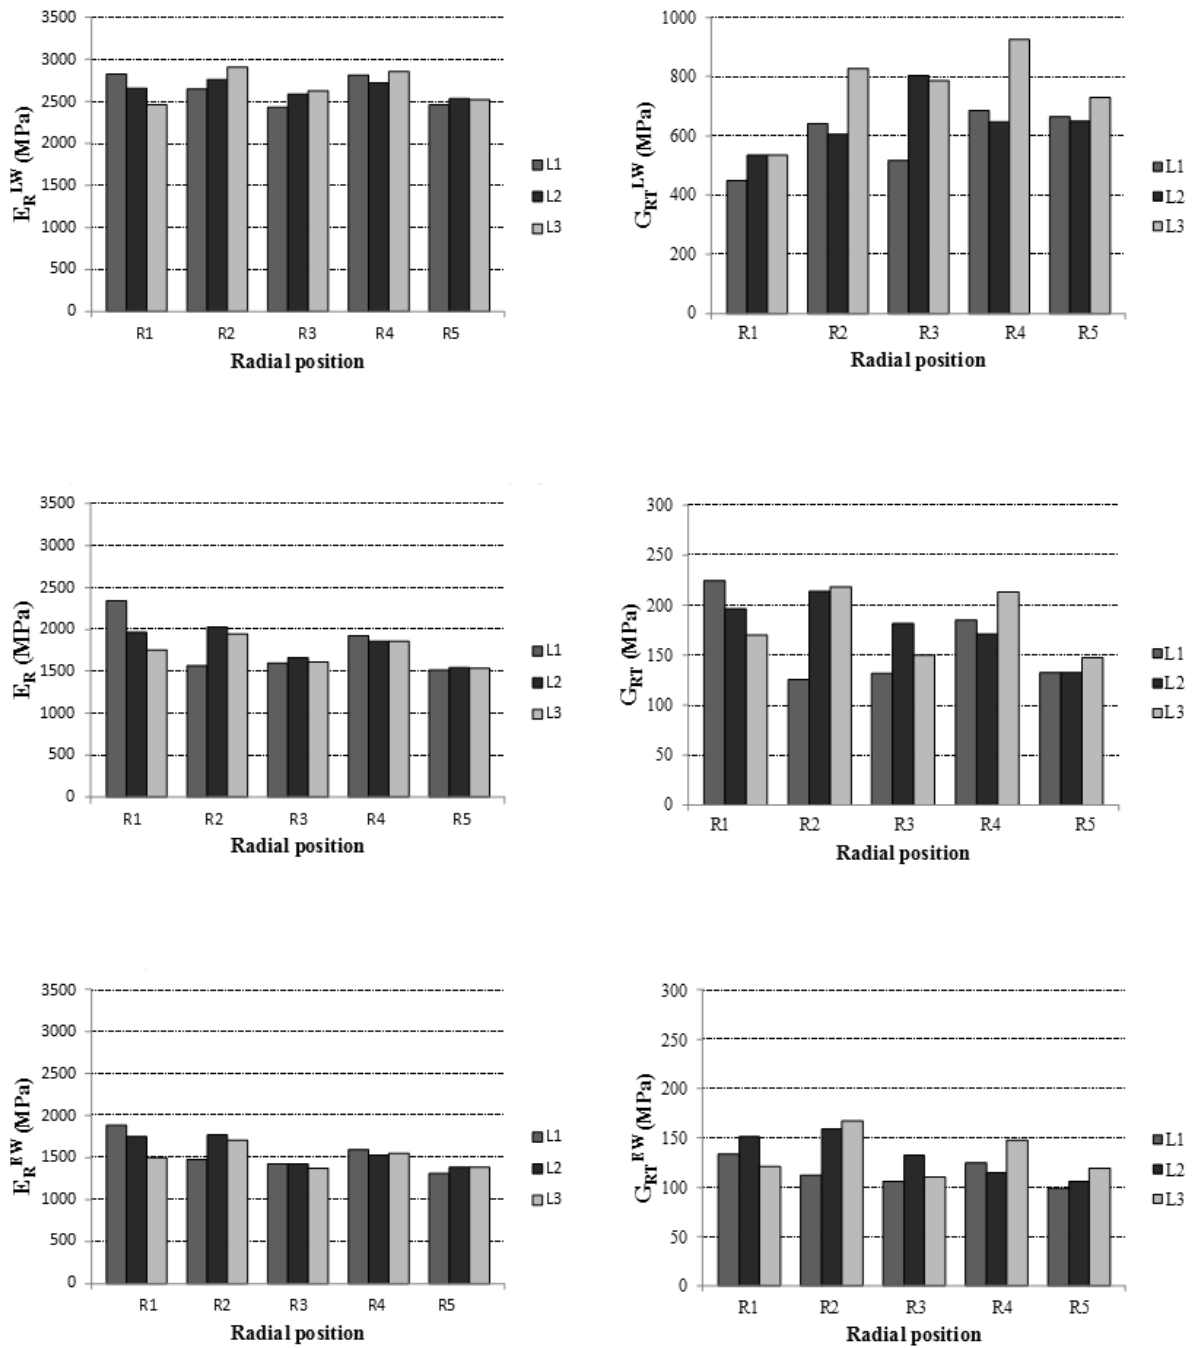 3500
3000
2500
2000
1500
1000
500
0
E_R^LW (MPa)
R1 R2 R3 R4 R5
Radial position
L1
L2
L3
1000
800
600
400
200
0
G_RT^LW (MPa)
R1 R2 R3 R4 R5
Radial position
L1
L2
L3
3500
3000
2500
2000
1500
1000
500
0
E_R (MPa)
R1 R2 R3 R4 R5
Radial position
L1
L2
L3
300
250
200
150
100
50
0
G_RT (MPa)
R1 R2 R3 R4 R5
Radial position
L1
L2
L3
3500
3000
2500
2000
1500
1000
500
0
E_R^EW (MPa)
R1 R2 R3 R4 R5
Radial position
L1
L2
L3
300
250
200
150
100
50
0
G_RT^EW (MPa)
R1 R2 R3 R4 R5
Radial position
L1
L2
L3